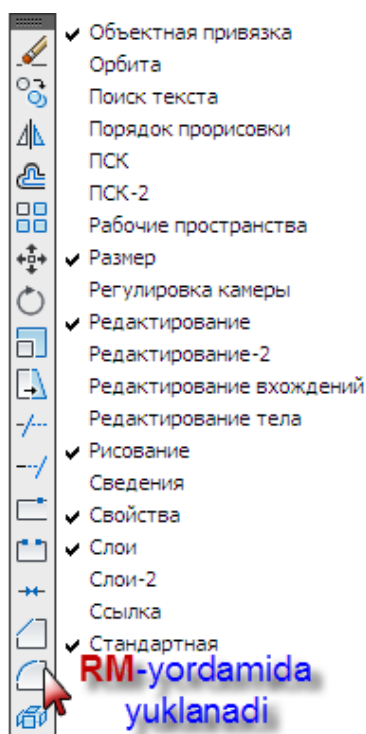 Объектная привязка
Орбита
Поиск текста
Порядок прорисовки
ПСК
ПСК-2
Рабочие пространства
Размер
Регулировка камеры
Редактирование
Редактирование-2
Редактирование вхождений
Редактирование тела
Рисование
Сведения
Свойства
Слои
Слои-2
Ссылка
Стандартная
RM-yordamida
yuklanadi